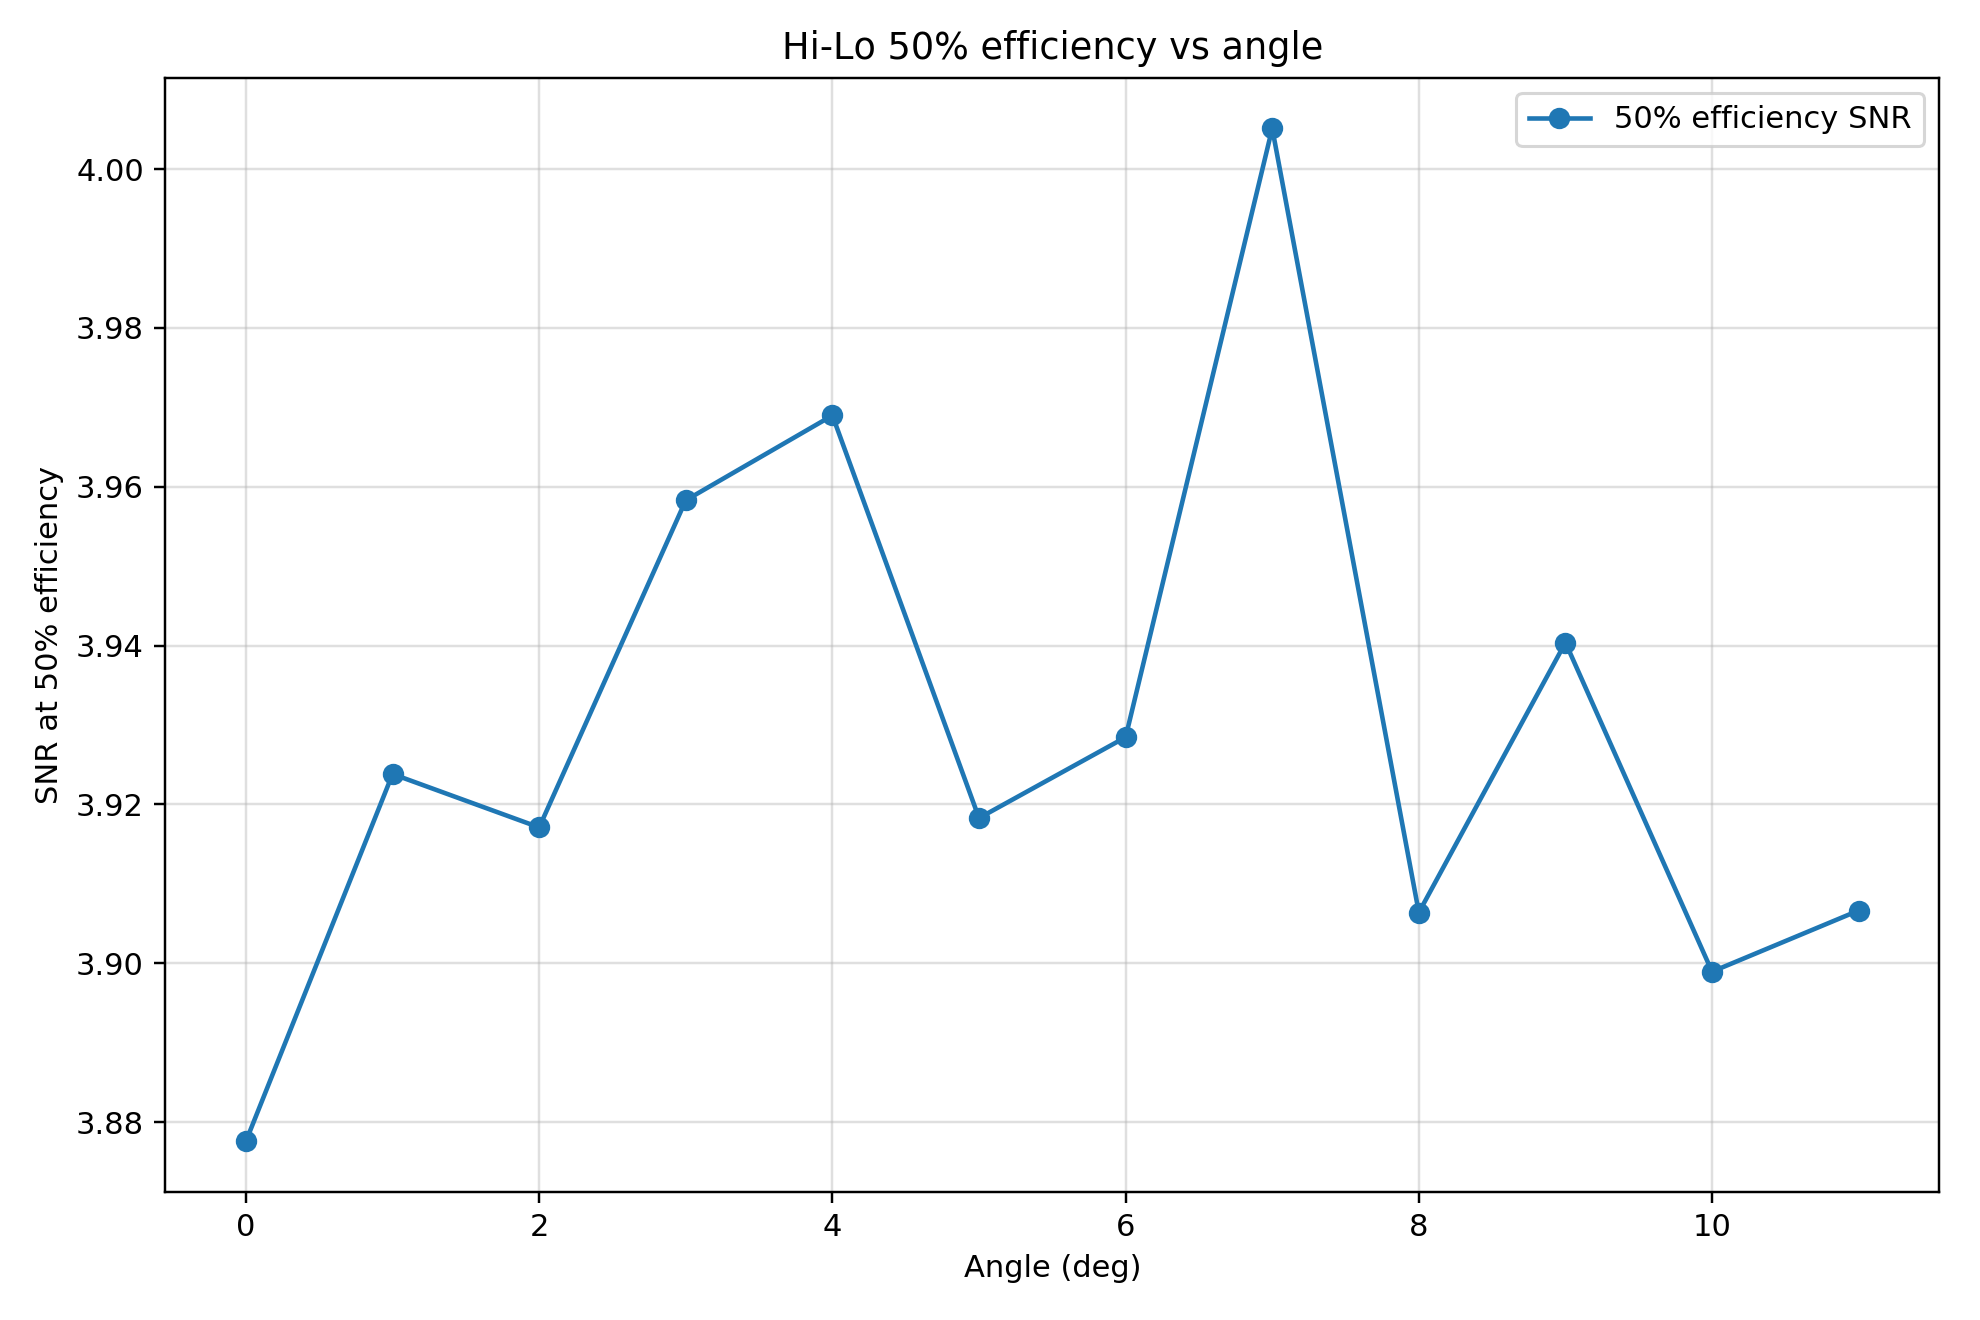 Hi-Lo 50% efficiency vs angle
50% efficiency SNR
SNR at 50% efficiency
4.00
3.98
3.96
3.94
3.92
3.90
3.88
0 2 4 6 8 10
Angle (deg)